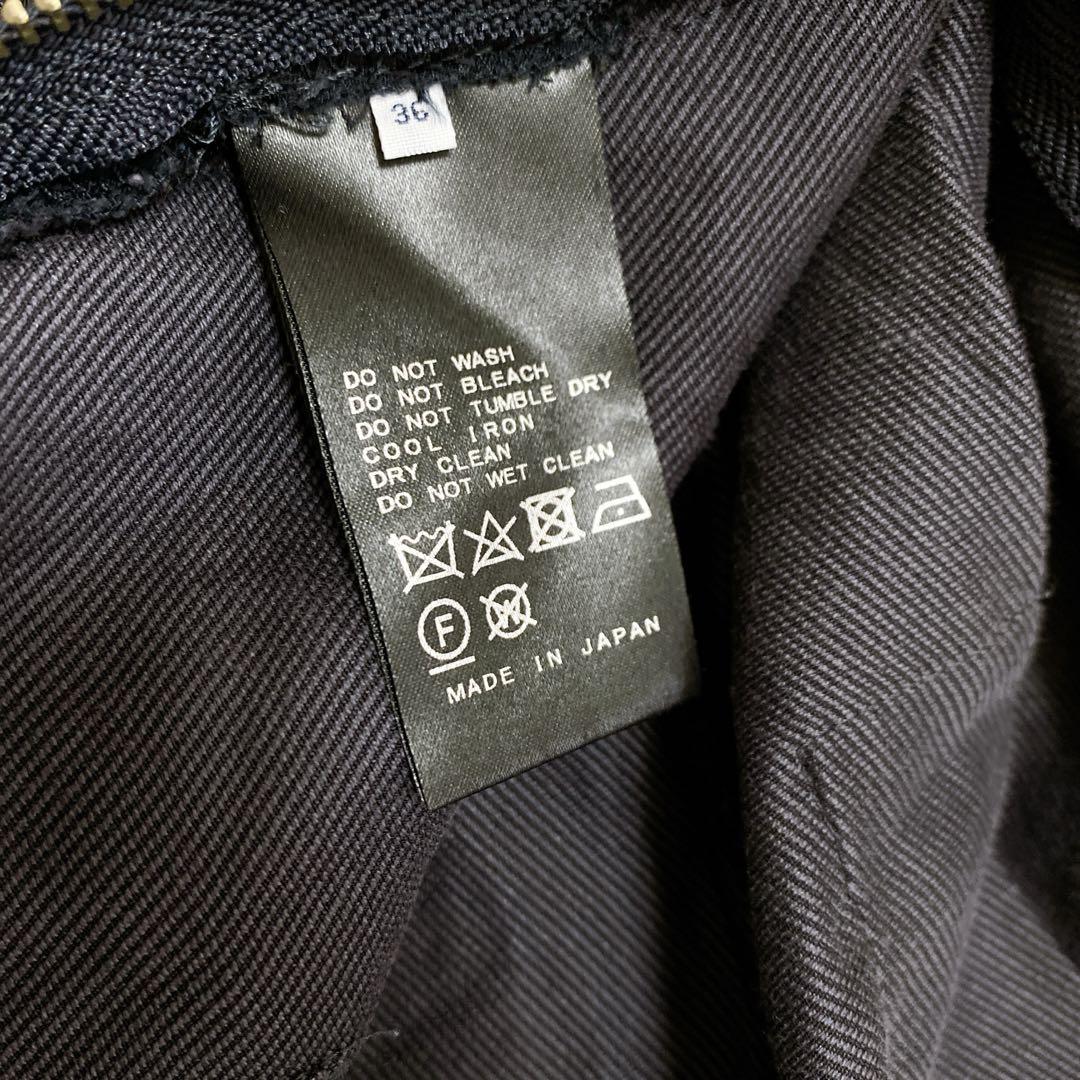 36
DO NOT WASH
DO NOT BLEACH
DO NOT TUMBLE DRY
COOL IRON
DRY CLEAN
DO NOT WET CLEAN
F W
MADE IN JAPAN